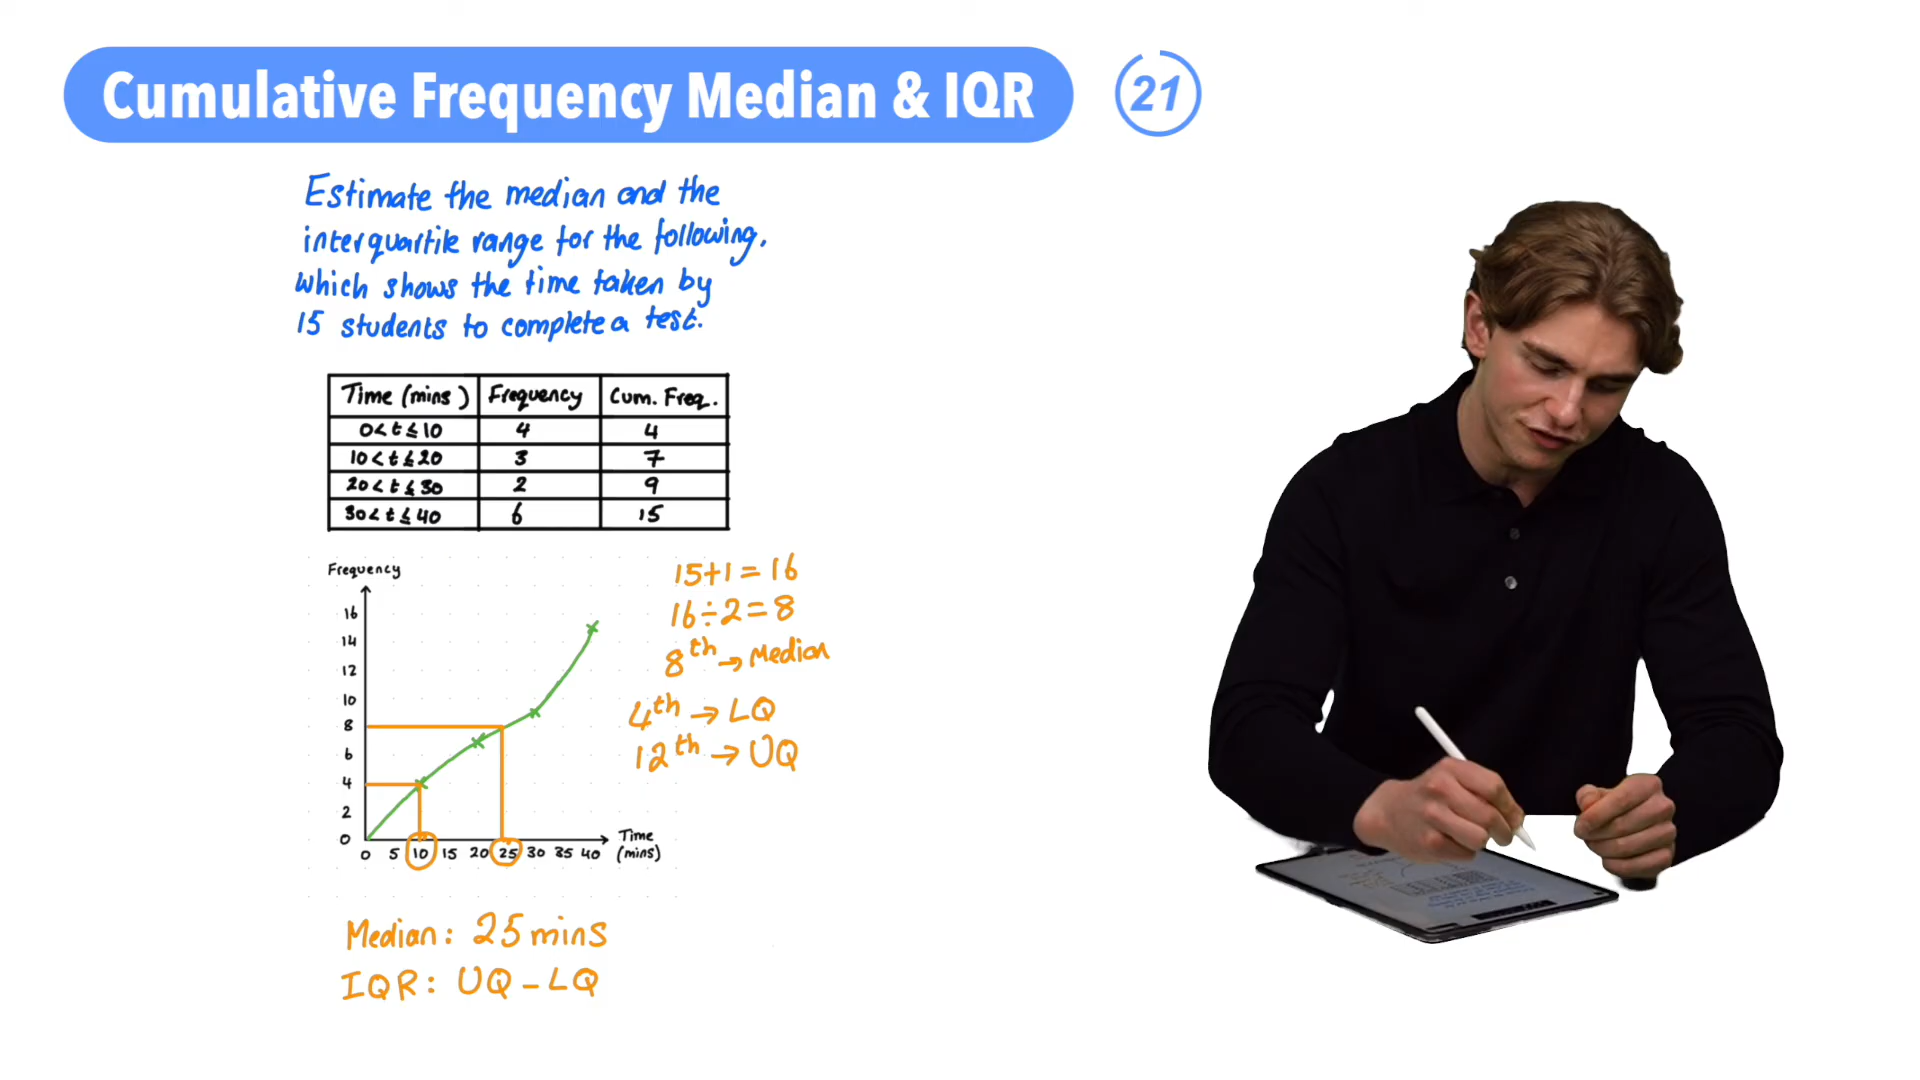 Cumulative Frequency Median & IQR
21
Estimate the median and the
interquartile range for the following,
which shows the time taken by
15 students to complete a test.
Time (mins) Frequency Cum. Freq.
0 < t ≤ 10 4 4
10 < t ≤ 20 3 7
20 < t ≤ 30 2 9
30 < t ≤ 40 6 15
Frequency
16
14
12
10
8
6
4
2
0
0 5 10 15 20 25 30 35 40
Time
(mins)
15+1=16
16÷2=8
8th → Median
4th → LQ
12th → UQ
Median: 25 mins
IQR: UQ - LQ